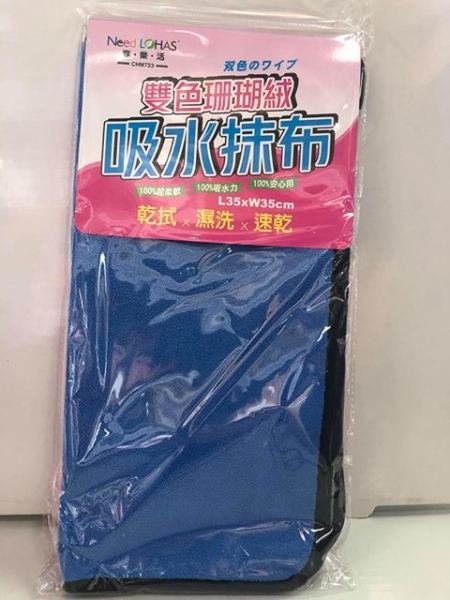 Need LOHAS®
享·樂·活
CHM723
双色のワイプ
雙色珊瑚絨
吸水抹布
100%超柔軟 100%吸水力 100%安心用
L35xW35cm
乾拭×濕洗×速乾